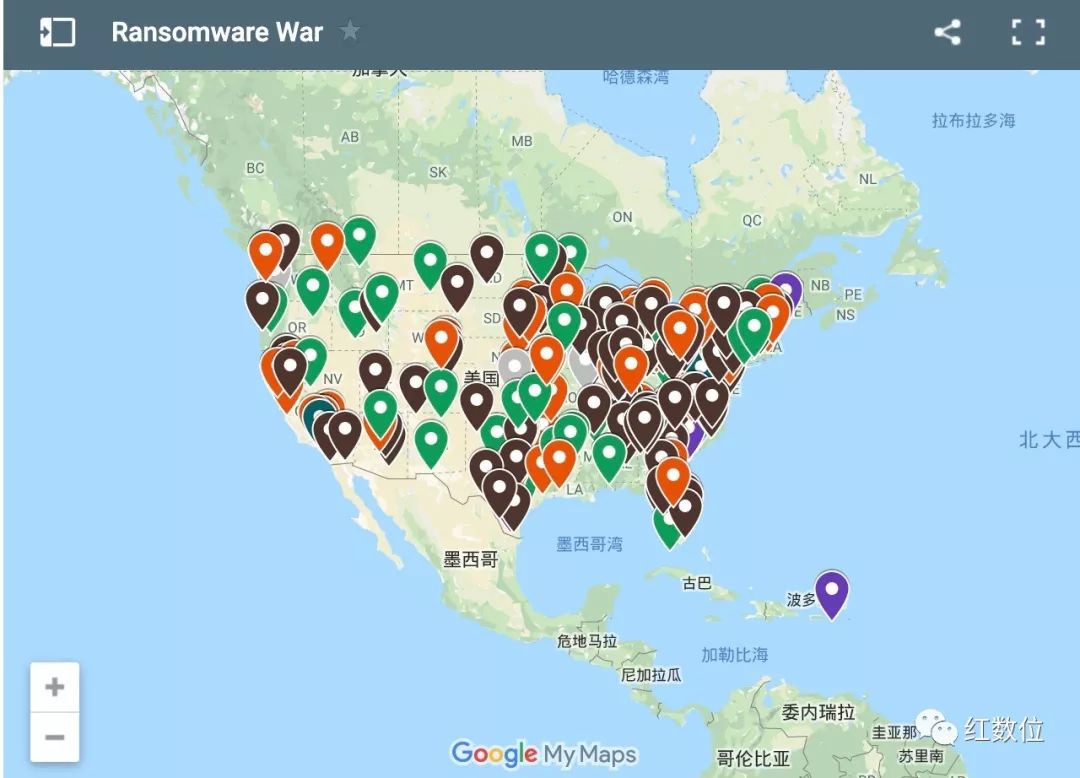 Ransomware War
加拿大
哈德森湾
拉布拉多海
AB
MB
BC
SK
NL
ON
QC
NB
PE
NS
MT
OR
SD
NV
美国
北大西
LA
墨西哥湾
墨西哥
古巴
波多
危地马拉
加勒比海
尼加拉瓜
委内瑞拉
圭亚那
红数位
苏里南
哥伦比亚
Google My Maps
+
−